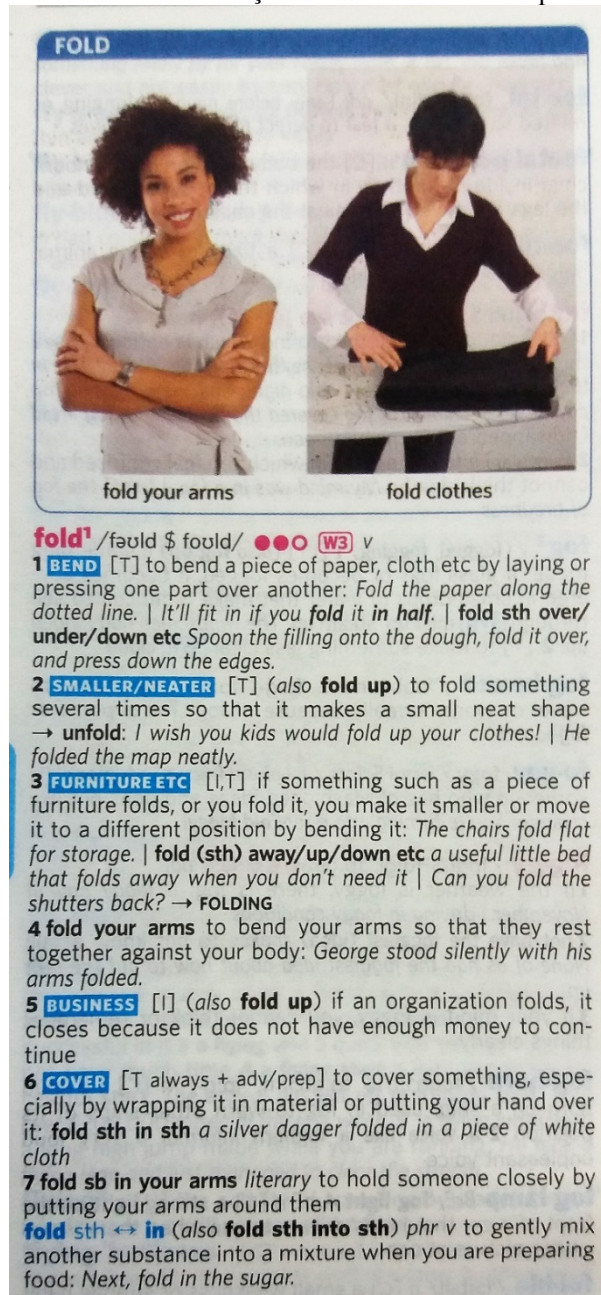 FOLD
fold your arms
fold clothes
fold¹ /fəʊld $ foʊld/ ●●○ W3 v
1 BEND [T] to bend a piece of paper, cloth etc by laying or
pressing one part over another: Fold the paper along the
dotted line. | It'll fit in if you fold it in half. | fold sth over/
under/down etc Spoon the filling onto the dough, fold it over,
and press down the edges.
2 SMALLER/NEATER [T] (also fold up) to fold something
several times so that it makes a small neat shape
→ unfold: I wish you kids would fold up your clothes! | He
folded the map neatly.
3 FURNITURE ETC [I,T] if something such as a piece of
furniture folds, or you fold it, you make it smaller or move
it to a different position by bending it: The chairs fold flat
for storage. | fold (sth) away/up/down etc a useful little bed
that folds away when you don't need it | Can you fold the
shutters back? → FOLDING
4 fold your arms to bend your arms so that they rest
together against your body: George stood silently with his
arms folded.
5 BUSINESS [I] (also fold up) if an organization folds, it
closes because it does not have enough money to con-
tinue
6 COVER [T always + adv/prep] to cover something, espe-
cially by wrapping it in material or putting your hand over
it: fold sth in sth a silver dagger folded in a piece of white
cloth
7 fold sb in your arms literary to hold someone closely by
putting your arms around them
fold sth ↔ in (also fold sth into sth) phr v to gently mix
another substance into a mixture when you are preparing
food: Next, fold in the sugar.